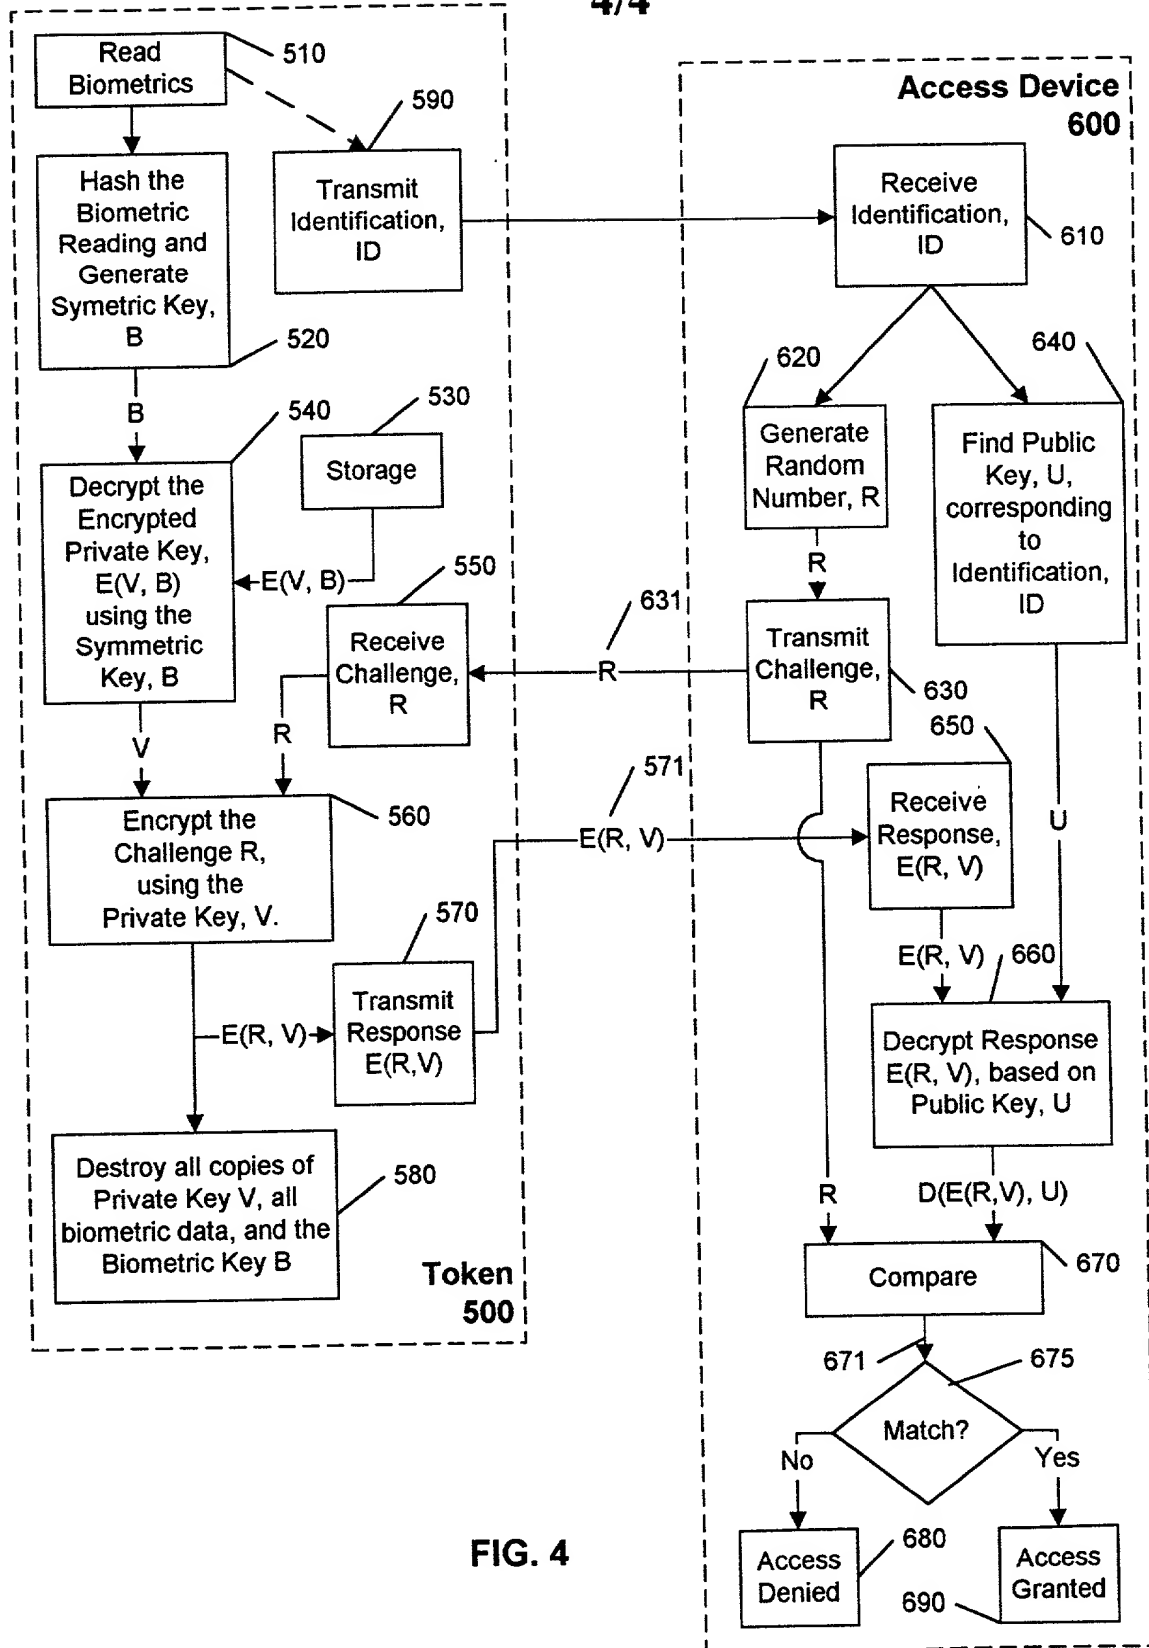 4/4
Read
Biometrics
510
590
Hash the
Biometric
Reading and
Generate
Symetric Key,
B
520
Transmit
Identification,
ID
B
540
530
Storage
Decrypt the
Encrypted
Private Key,
E(V, B)
using the
Symmetric
Key, B
E(V, B)
550
Receive
Challenge,
R
V
R
Encrypt the
Challenge R,
using the
Private Key, V.
560
570
E(R, V)
Transmit
Response
E(R,V)
Destroy all copies of
Private Key V, all
biometric data, and the
Biometric Key B
580
Token
500
631
R
571
E(R, V)
Access Device
600
Receive
Identification,
ID
610
620
640
Generate
Random
Number, R
Find Public
Key, U,
corresponding
to
Identification,
ID
R
Transmit
Challenge,
R
630
650
Receive
Response,
E(R, V)
U
E(R, V)
660
Decrypt Response
E(R, V), based on
Public Key, U
R
D(E(R,V), U)
Compare
670
671
675
Match?
No
Yes
Access
Denied
680
Access
Granted
690
FIG. 4